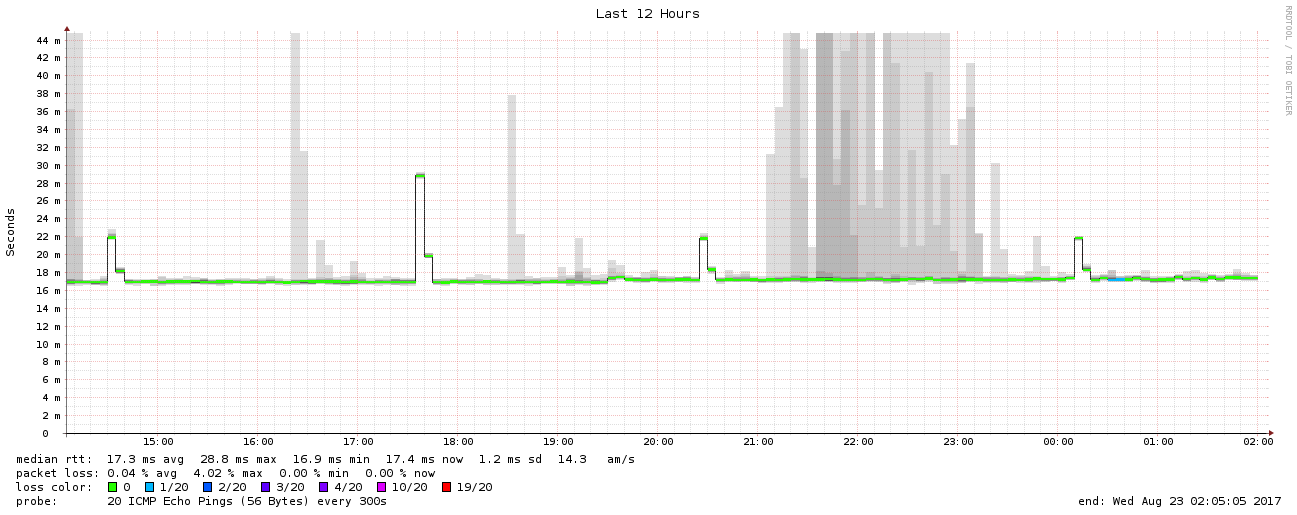 Last 12 Hours
RRDTOOL / TOBI OETIKER
Seconds
44 m
42 m
40 m
38 m
36 m
34 m
32 m
30 m
28 m
26 m
24 m
22 m
20 m
18 m
16 m
14 m
12 m
10 m
8 m
6 m
4 m
2 m
0
15:00 16:00 17:00 18:00 19:00 20:00 21:00 22:00 23:00 00:00 01:00 02:00
median rtt: 17.3 ms avg 28.8 ms max 16.9 ms min 17.4 ms now 1.2 ms sd 14.3 am/s
packet loss: 0.04 % avg 4.02 % max 0.00 % min 0.00 % now
loss color: 0 1/20 2/20 3/20 4/20 10/20 19/20
probe: 20 ICMP Echo Pings (56 Bytes) every 300s
end: Wed Aug 23 02:05:05 2017